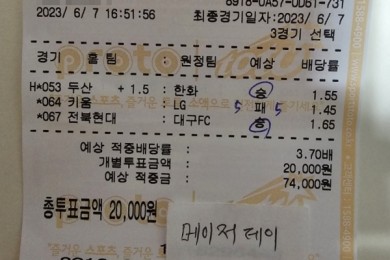 8918-0A57-0DB1-731
2023/ 6/ 7 16:51:56 최종경기일자:2023/ 6/ 7
3경기 선택
경기 홈 팀 : 원정팀 예상 배당률
H*053 두산 + 1.5 : 한화 승 1.55
*064 키움 : LG 5 패 5 1.45
*067 전북현대 : 대구FC 승 1.65
예상 적중배당률 : 3.70배
개별투표금액 : 20,000원
예상 적중금 : 74,000원
총투표금액 20,000원
메이저 데이